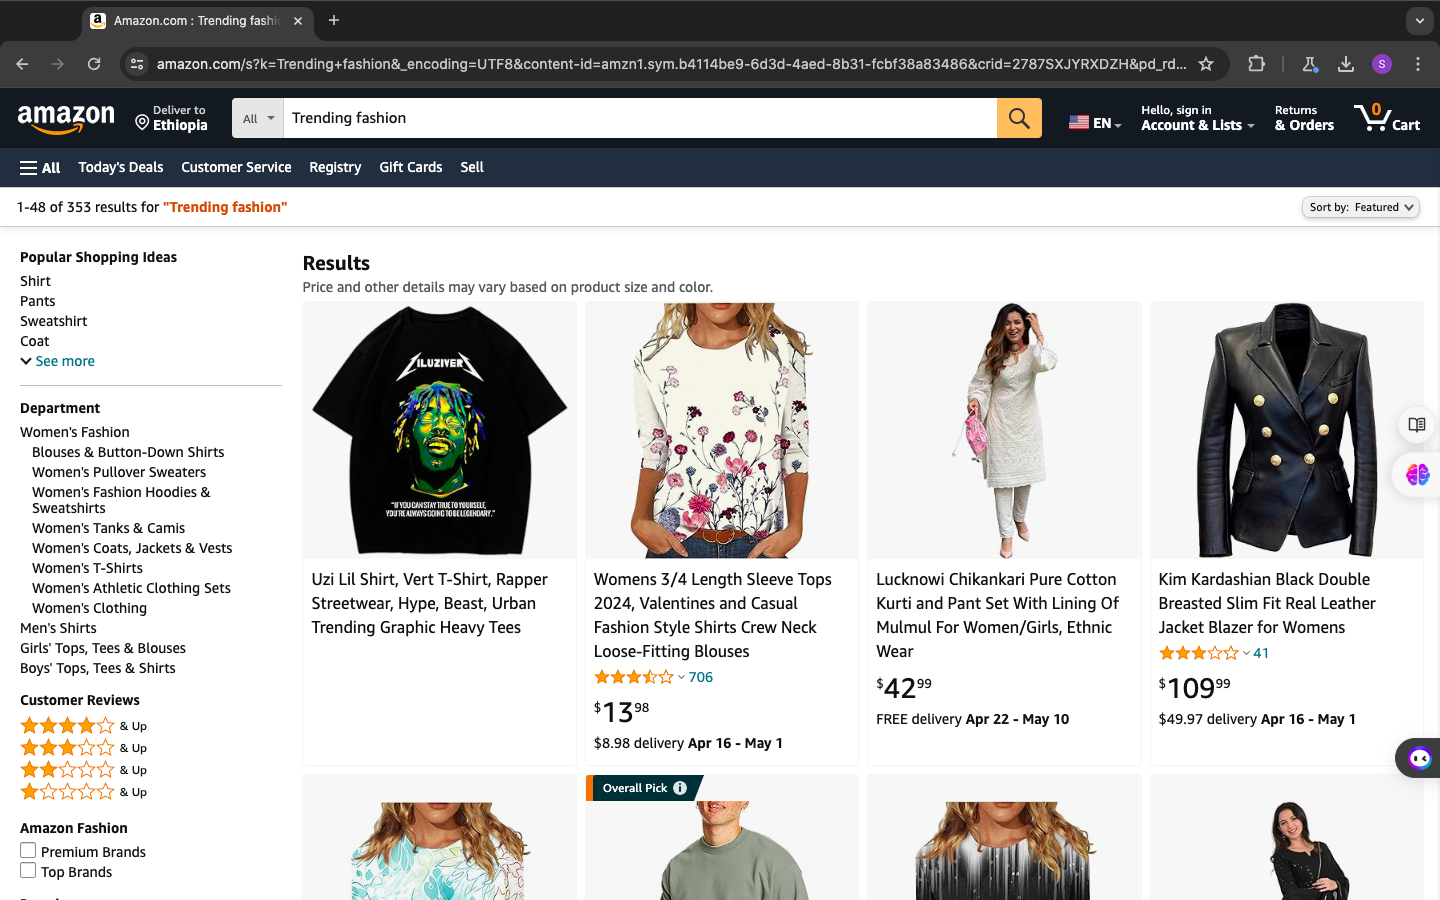 Amazon.com : Trending fashi
amazon.com/s?k=Trending+fashion&_encoding=UTF8&content-id=amzn1.sym.b4114be9-6d3d-4aed-8b31-fcbf38a83486&crid=2787SXJYRXDZH&pd_rd...
S
amazon
Deliver to
Ethiopia
All
Trending fashion
EN
Hello, sign in
Account & Lists
Returns
& Orders
0
Cart
All
Today's Deals
Customer Service
Registry
Gift Cards
Sell
1-48 of 353 results for "Trending fashion"
Sort by: Featured
Popular Shopping Ideas
Shirt
Pants
Sweatshirt
Coat
See more
Department
Women's Fashion
Blouses & Button-Down Shirts
Women's Pullover Sweaters
Women's Fashion Hoodies &
Sweatshirts
Women's Tanks & Camis
Women's Coats, Jackets & Vests
Women's T-Shirts
Women's Athletic Clothing Sets
Women's Clothing
Men's Shirts
Girls' Tops, Tees & Blouses
Boys' Tops, Tees & Shirts
Customer Reviews
& Up
& Up
& Up
& Up
Amazon Fashion
Premium Brands
Top Brands
Results
Price and other details may vary based on product size and color.
LILUZIVERT
"IF YOU CAN STAY TRUE TO YOURSELF,
YOU'RE ALWAYS GOING TO BE LEGENDARY."
Uzi Lil Shirt, Vert T-Shirt, Rapper
Streetwear, Hype, Beast, Urban
Trending Graphic Heavy Tees
Womens 3/4 Length Sleeve Tops
2024, Valentines and Casual
Fashion Style Shirts Crew Neck
Loose-Fitting Blouses
706
$13 98
$8.98 delivery Apr 16 - May 1
Lucknowi Chikankari Pure Cotton
Kurti and Pant Set With Lining Of
Mulmul For Women/Girls, Ethnic
Wear
$42 99
FREE delivery Apr 22 - May 10
Kim Kardashian Black Double
Breasted Slim Fit Real Leather
Jacket Blazer for Womens
41
$109 99
$49.97 delivery Apr 16 - May 1
Overall Pick